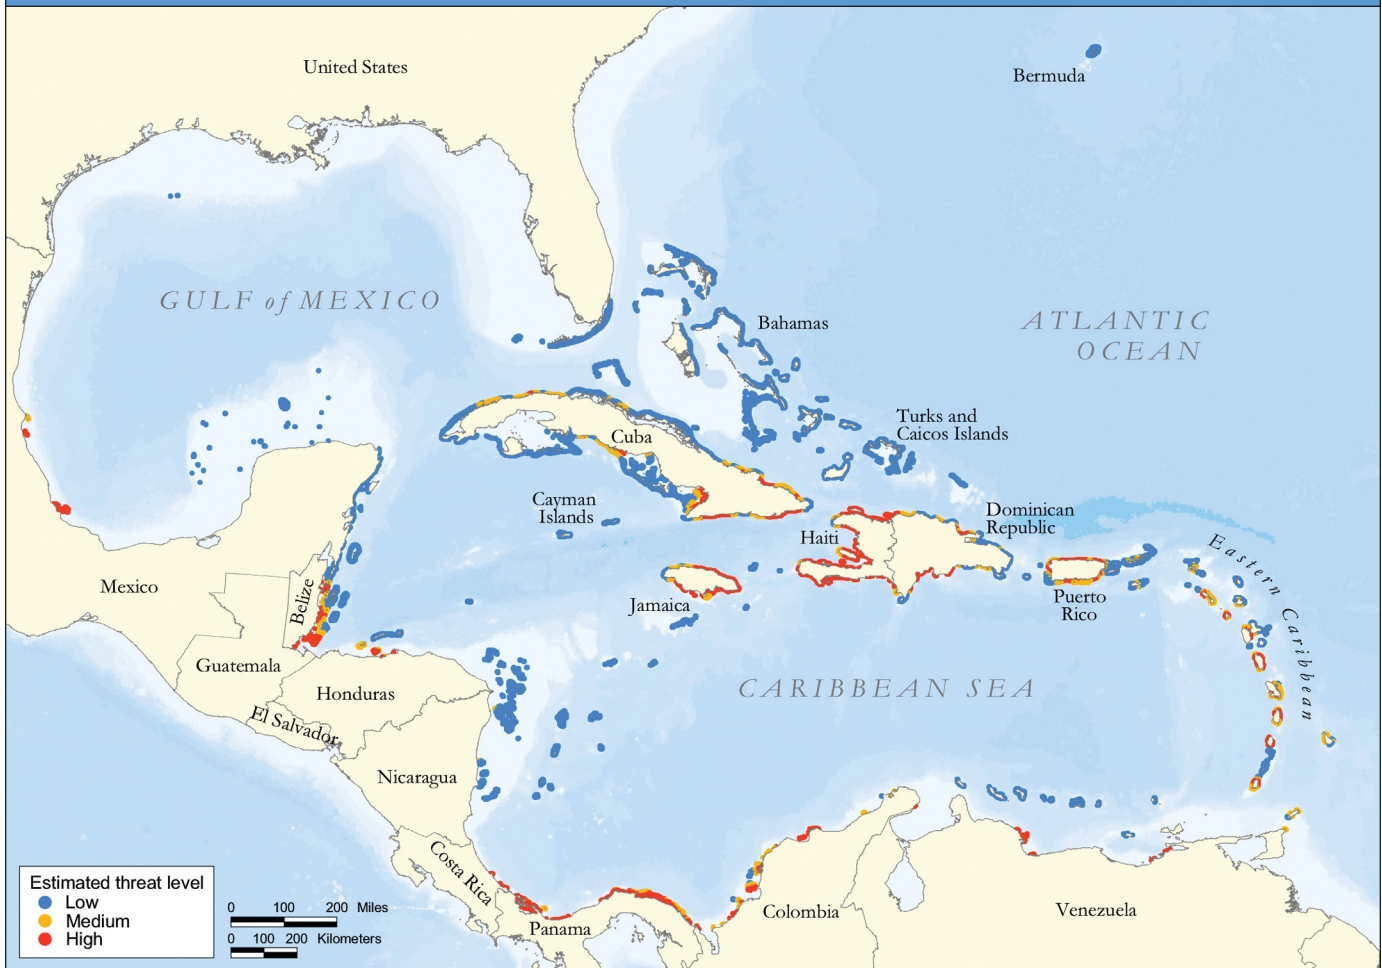 United States
Bermuda
GULF of MEXICO
Bahamas
ATLANTIC
OCEAN
Turks and
Caicos Islands
Cuba
Cayman
Islands
Dominican
Republic
Haiti
Eastern Caribbean
Mexico
Belize
Jamaica
Puerto
Rico
Guatemala
Honduras
CARIBBEAN SEA
El Salvador
Nicaragua
Costa Rica
Panama
Colombia
Venezuela
Estimated threat level
Low
Medium
High
0 100 200 Miles
0 100 200 Kilometers